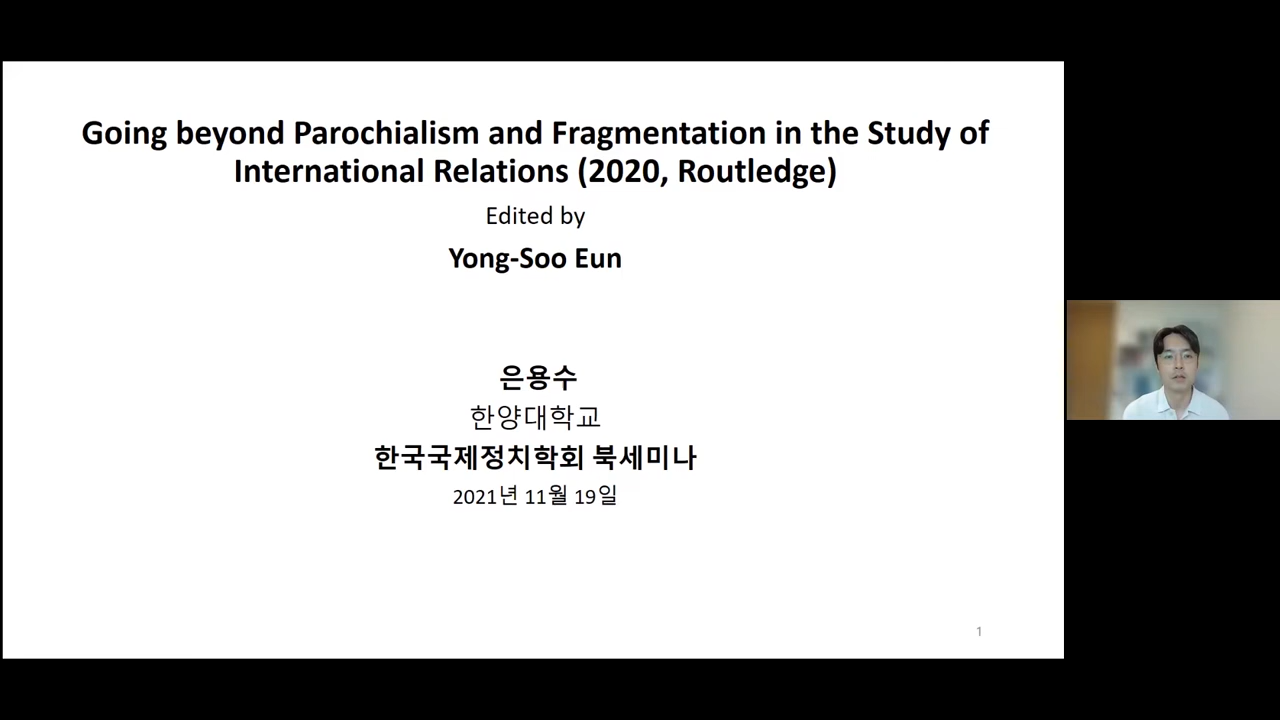 Going beyond Parochialism and Fragmentation in the Study of
International Relations (2020, Routledge)
Edited by
Yong-Soo Eun
은용수
한양대학교
한국국제정치학회 북세미나
2021년 11월 19일
1